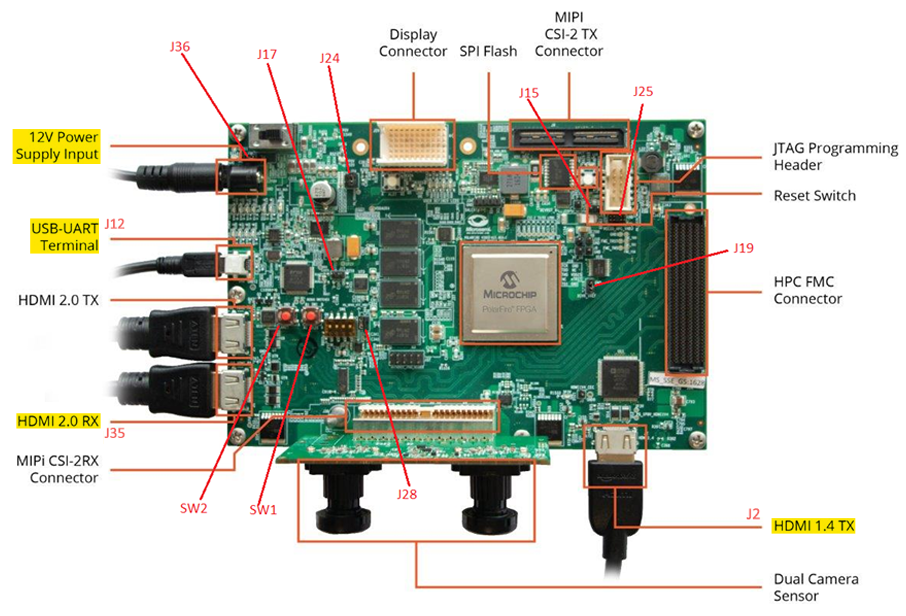 MIPI
CSI-2 TX
Connector
Display
Connector
SPI Flash
J36
J17
J24
J15
J25
12V Power
Supply Input
JTAG Programming
Header
Reset Switch
USB-UART
Terminal
J12
J19
HDMI 2.0 TX
HPC FMC
Connector
MICROCHIP
PolarFire FPGA
MS_SSE_GS:1629
HDMI 2.0 RX
J35
MIPi CSI-2RX
Connector
SW2
SW1
J28
J2
HDMI 1.4 TX
Dual Camera
Sensor